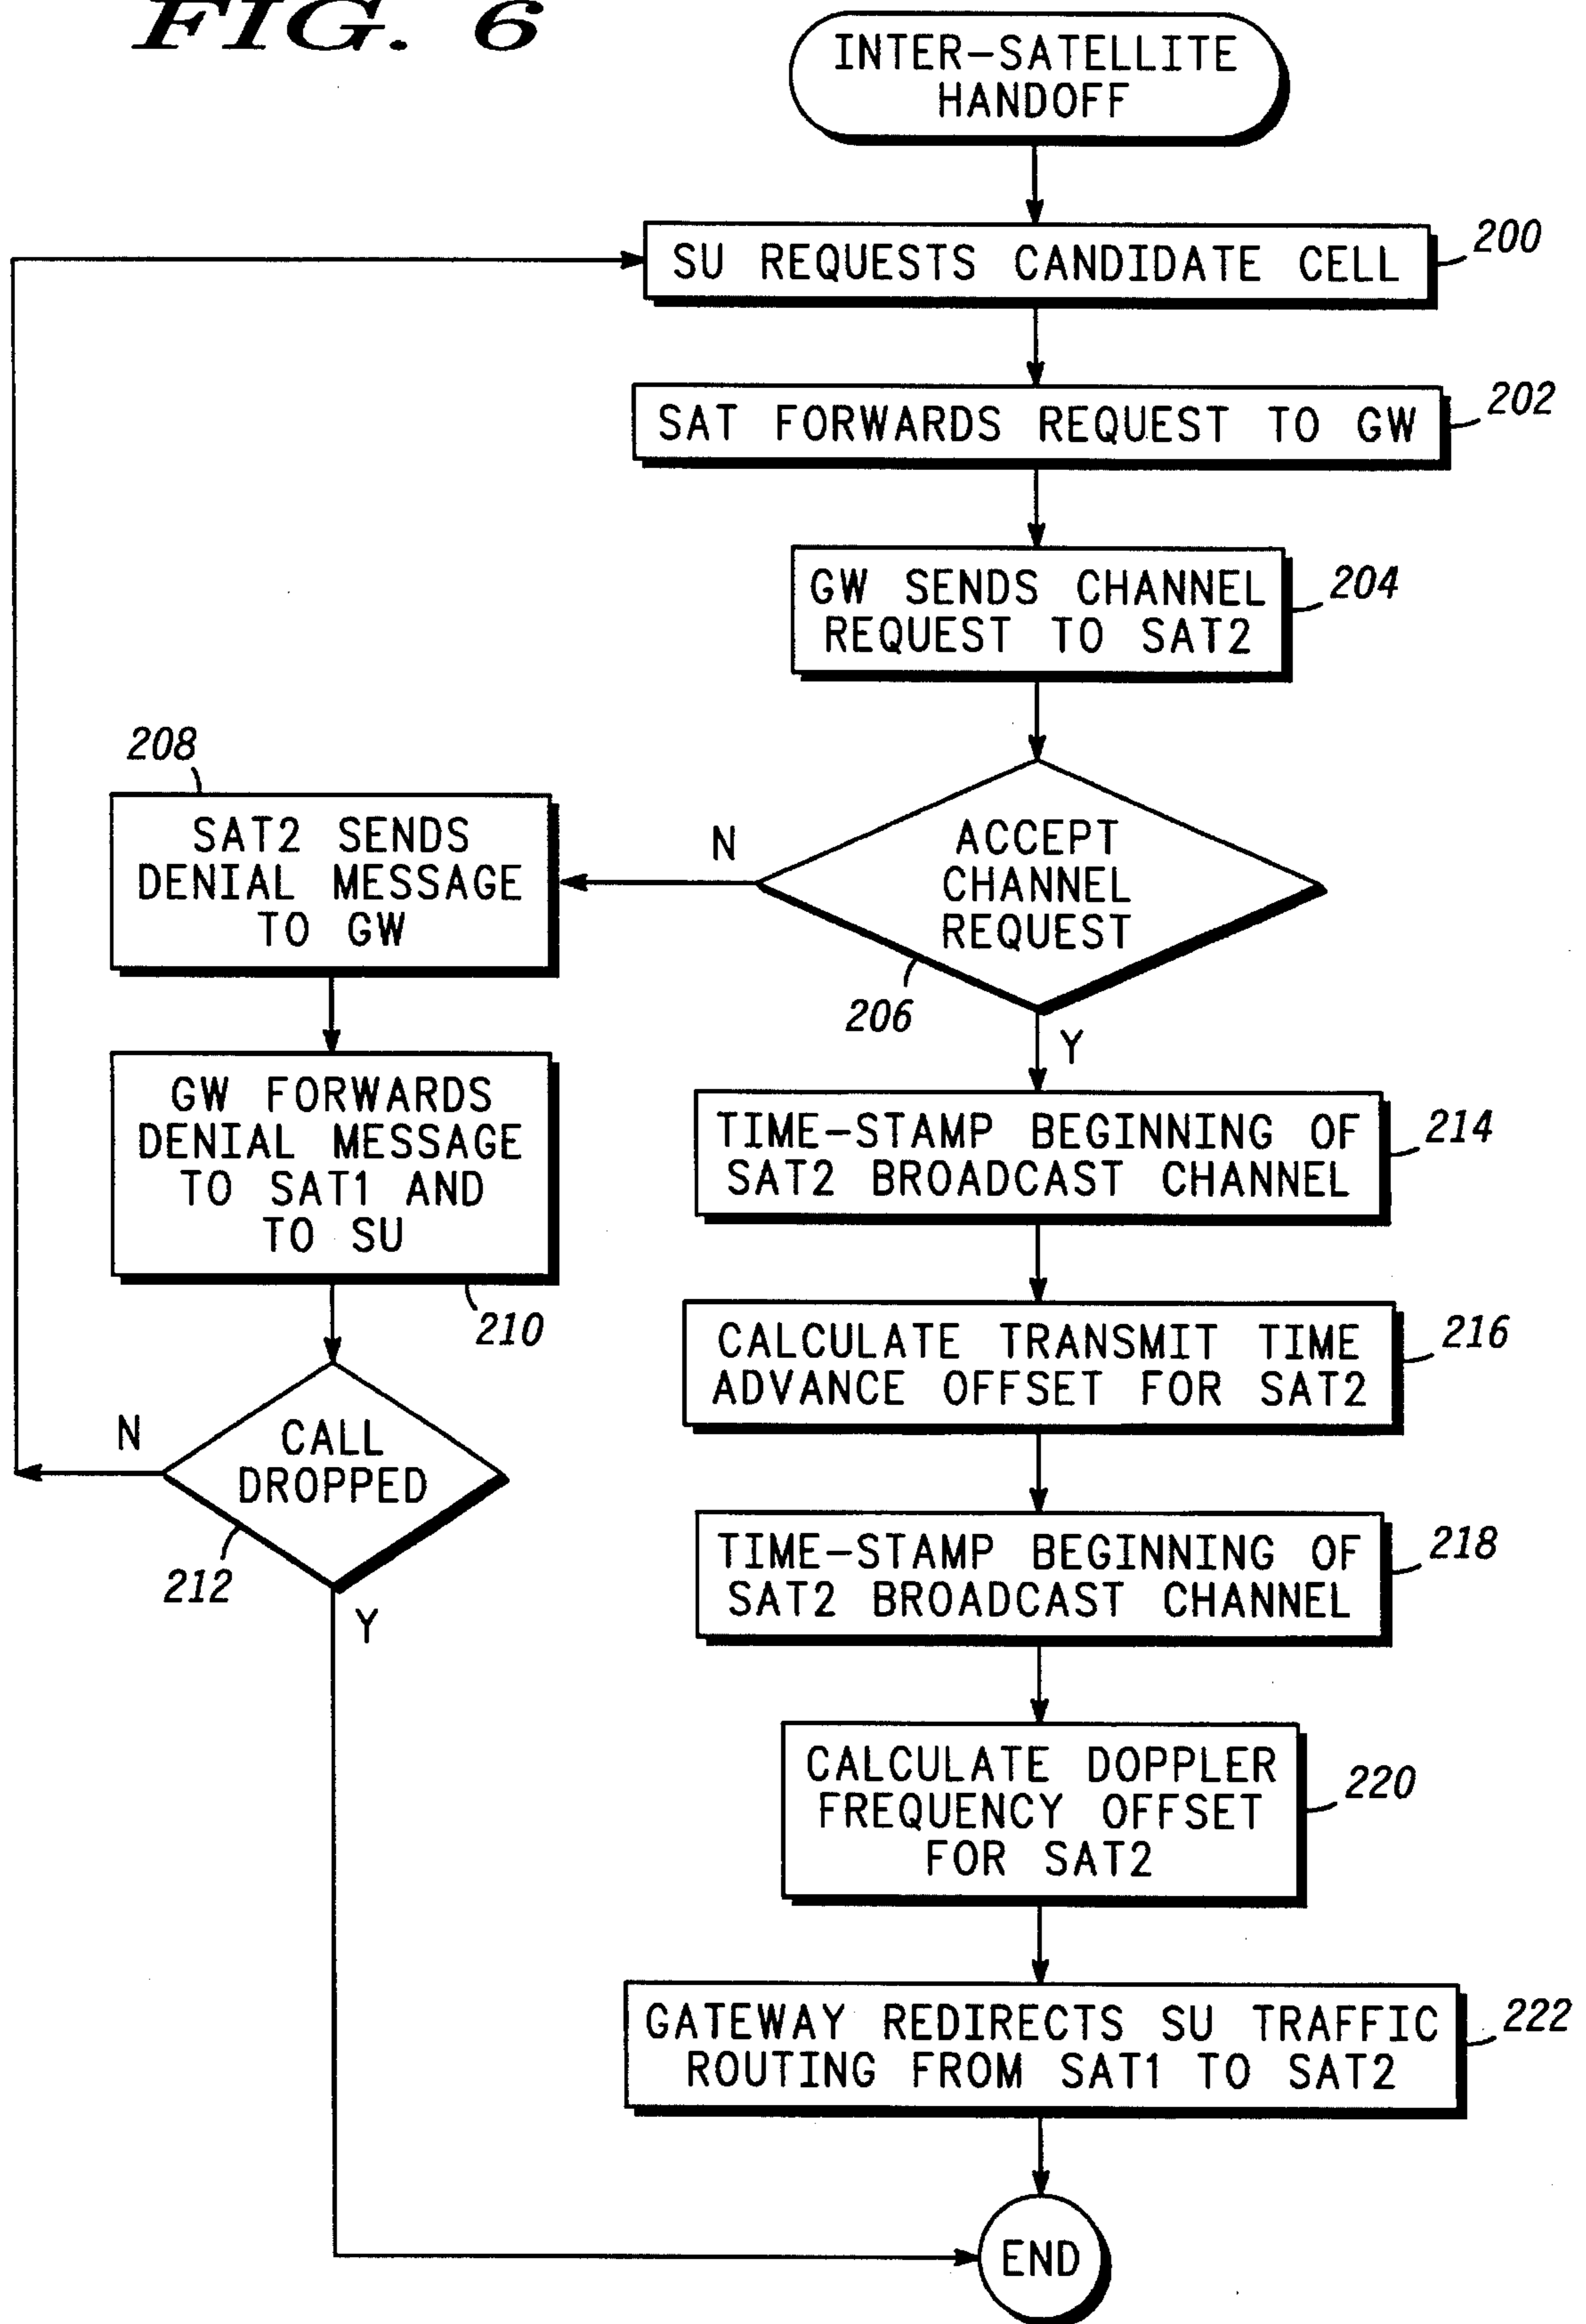 FIG. 6
INTER-SATELLITE
HANDOFF
SU REQUESTS CANDIDATE CELL
200
SAT FORWARDS REQUEST TO GW
202
GW SENDS CHANNEL
REQUEST TO SAT2
204
208
SAT2 SENDS
DENIAL MESSAGE
TO GW
N
ACCEPT
CHANNEL
REQUEST
206
Y
GW FORWARDS
DENIAL MESSAGE
TO SAT1 AND
TO SU
210
TIME-STAMP BEGINNING OF
SAT2 BROADCAST CHANNEL
214
CALCULATE TRANSMIT TIME
ADVANCE OFFSET FOR SAT2
216
N
CALL
DROPPED
212
Y
TIME-STAMP BEGINNING OF
SAT2 BROADCAST CHANNEL
218
CALCULATE DOPPLER
FREQUENCY OFFSET
FOR SAT2
220
GATEWAY REDIRECTS SU TRAFFIC
ROUTING FROM SAT1 TO SAT2
222
END